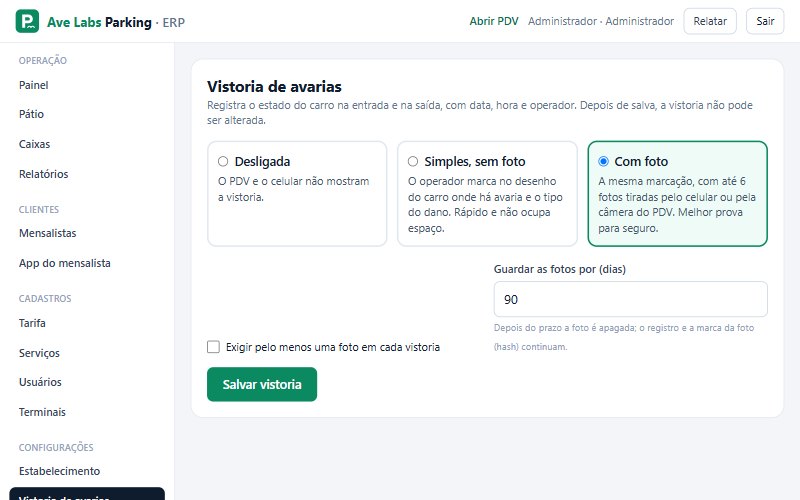 Ave Labs Parking · ERP
Abrir PDV
Administrador · Administrador
Relatar
Sair
OPERAÇÃO
Painel
Pátio
Caixas
Relatórios
CLIENTES
Mensalistas
App do mensalista
CADASTROS
Tarifa
Serviços
Usuários
Terminais
CONFIGURAÇÕES
Estabelecimento
Vistoria de avarias
Vistoria de avarias
Registra o estado do carro na entrada e na saída, com data, hora e operador. Depois de salva, a vistoria não pode
ser alterada.
Desligada
O PDV e o celular não mostram
a vistoria.
Simples, sem foto
O operador marca no desenho
do carro onde há avaria e o tipo
do dano. Rápido e não ocupa
espaço.
Com foto
A mesma marcação, com até 6
fotos tiradas pelo celular ou pela
câmera do PDV. Melhor prova
para seguro.
Guardar as fotos por (dias)
90
Depois do prazo a foto é apagada; o registro e a marca da foto
(hash) continuam.
Exigir pelo menos uma foto em cada vistoria
Salvar vistoria